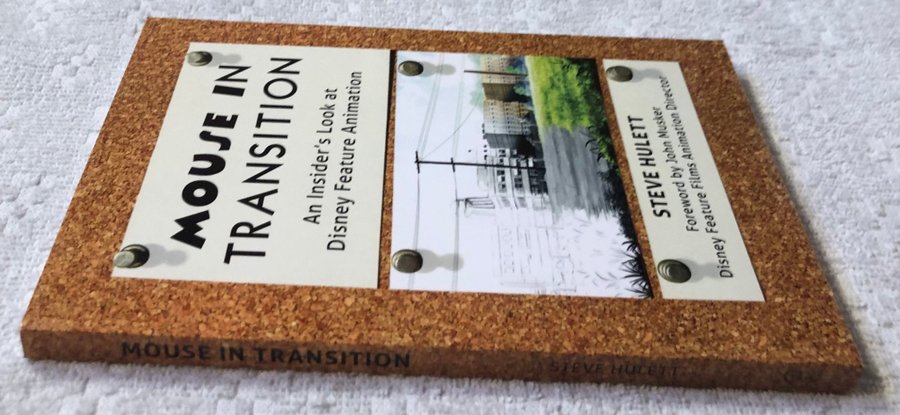 MOUSE IN
TRANSITION
An Insider's Look at
Disney Feature Animation
STEVE HULETT
Foreword by John Musker
Disney Feature Films Animation Director
MOUSE IN TRANSITION
STEVE HULETT